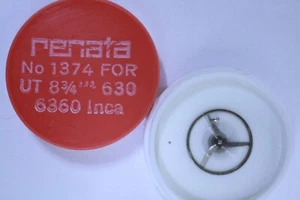 renata
No 1374 FOR
UT 8¾''' 630
6360 Inca